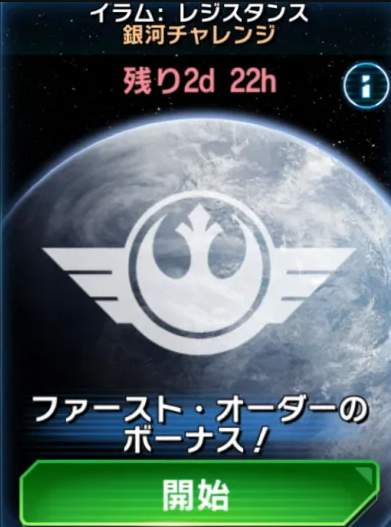 イラム: レジスタンス
銀河チャレンジ
残り2d 22h
ファースト・オーダーの
ボーナス!
開始